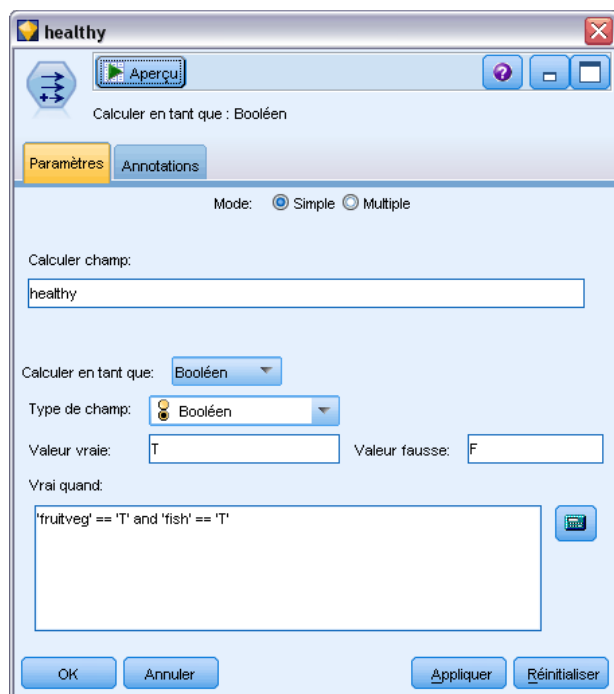 healthy
Aperçu
Calculer en tant que : Booléen
Paramètres Annotations
Mode: Simple Multiple
Calculer champ:
healthy
Calculer en tant que: Booléen
Type de champ: Booléen
Valeur vraie: T Valeur fausse: F
Vrai quand:
'fruitveg' == 'T' and 'fish' == 'T'
OK Annuler Appliquer Réinitialiser